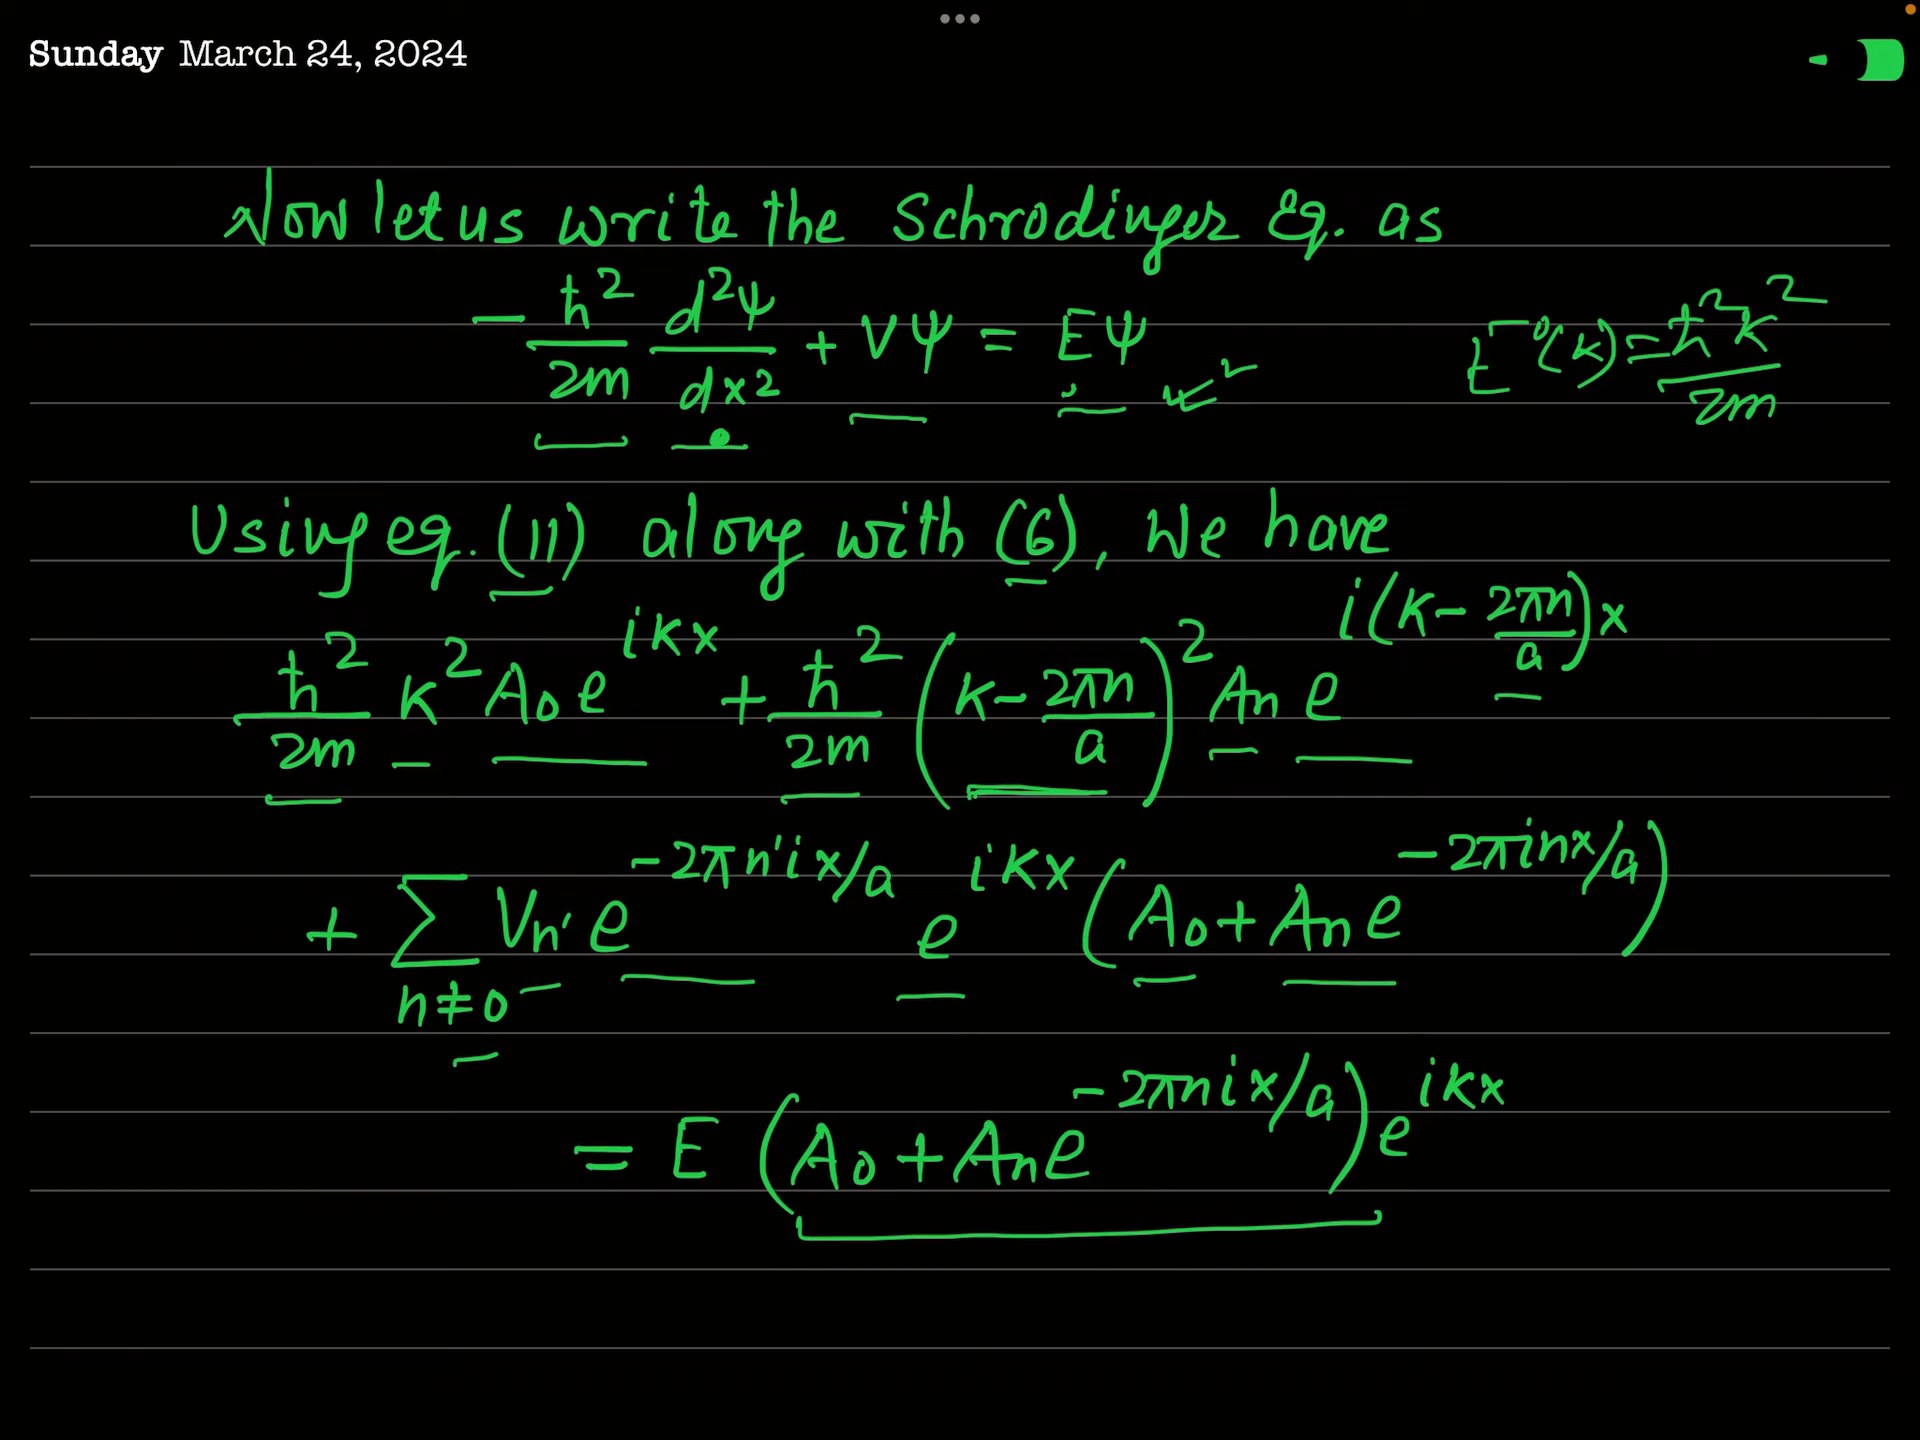 Sunday March 24, 2024
Now let us write the Schrodinger Eq. as
-ħ²/2m d²ψ/dx² + Vψ = Eψ k² E⁰(k) = ħ²k²/2m
Using eq. (11) along with (6), We have
ħ²/2m k² A₀ e^{ikx} + ħ²/2m (k - 2πn/a)² Aₙ e^{i(k - 2πn/a)x}
+ ∑_{n≠0} V_{n'} e^{-2πn'ix/a} e^{ikx} (A₀ + Aₙ e^{-2πinx/a})
= E (A₀ + Aₙ e^{-2πnix/a}) e^{ikx}